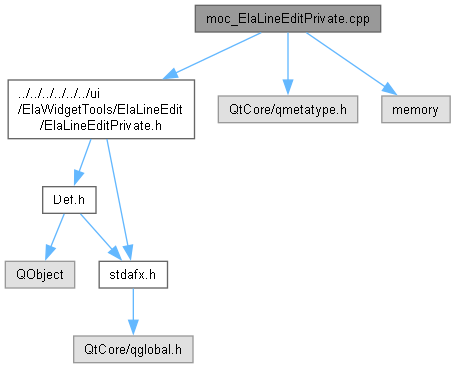 moc_ElaLineEditPrivate.cpp
../../../../../../ui
/ElaWidgetTools/ElaLineEdit
/ElaLineEditPrivate.h
QtCore/qmetatype.h
memory
Def.h
QObject
stdafx.h
QtCore/qglobal.h